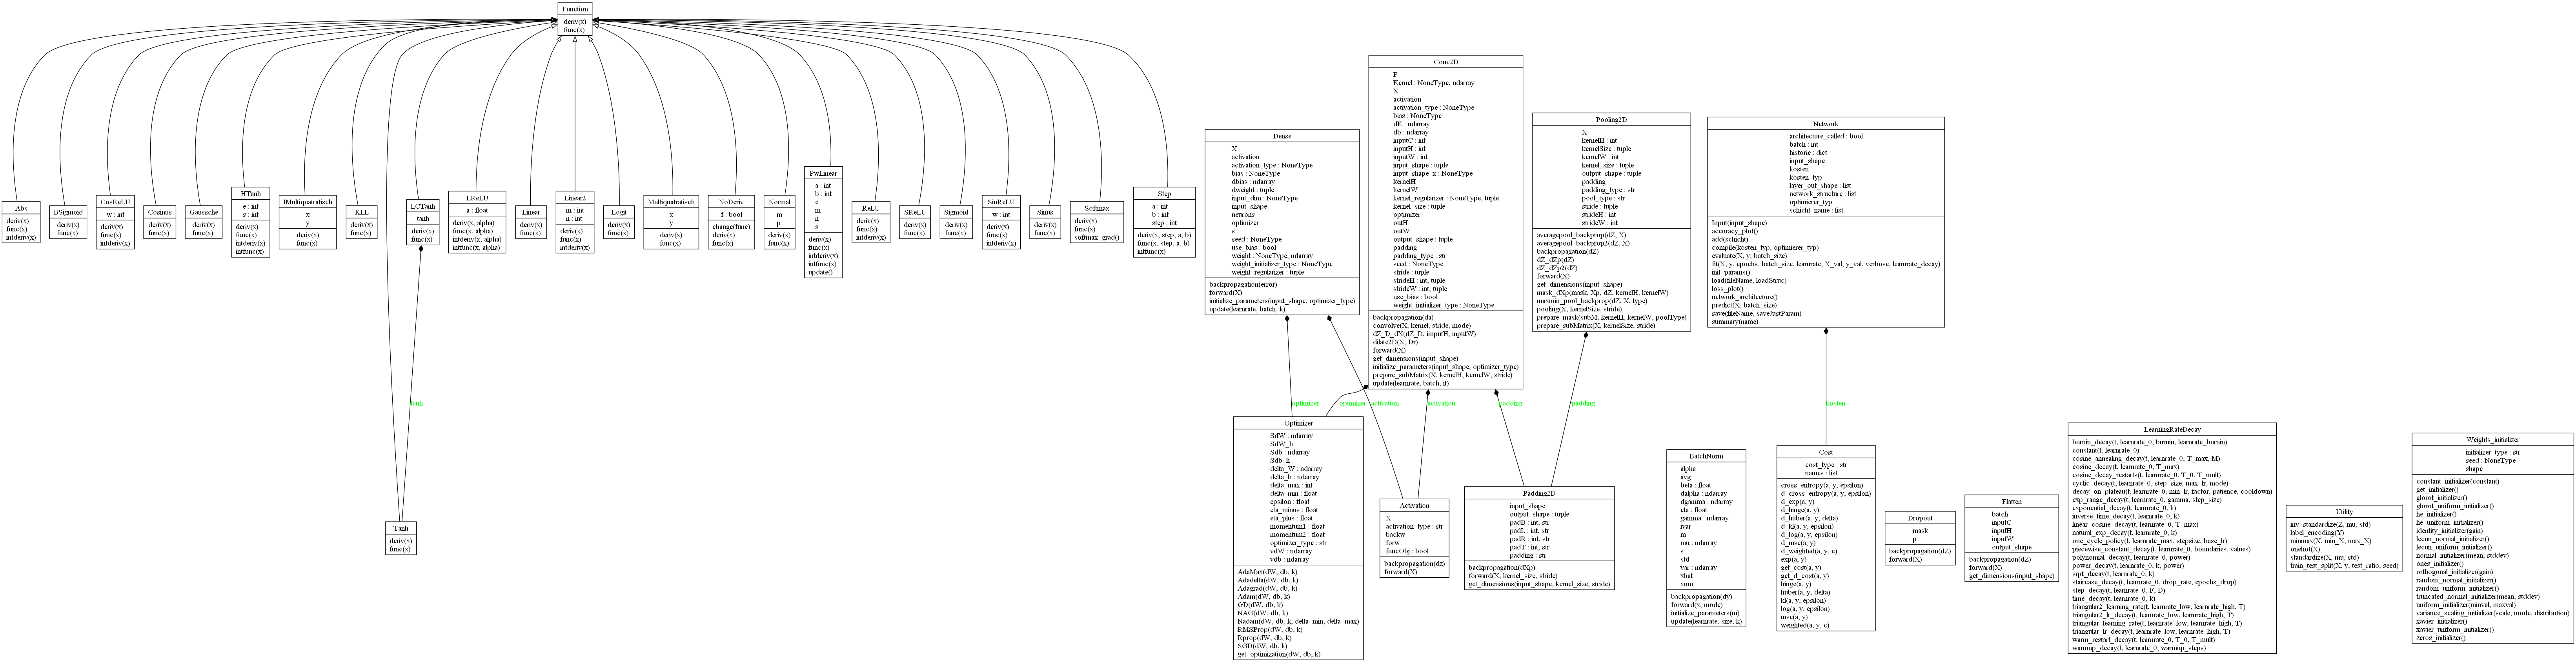 Function
deriv(x)
func(x)
Abs
deriv(x)
func(x)
intderiv(x)
BSigmoid
deriv(x)
func(x)
CosReLU
w : int
deriv(x)
func(x)
intderiv(x)
Cosinus
deriv(x)
func(x)
Gaussche
deriv(x)
func(x)
HTanh
e : int
s : int
deriv(x)
func(x)
intderiv(x)
intfunc(x)
IMultiquatratisch
x
y
deriv(x)
func(x)
KLL
deriv(x)
func(x)
LCTanh
tanh
deriv(x)
func(x)
LReLU
a : float
deriv(x, alpha)
func(x, alpha)
intderiv(x, alpha)
intfunc(x, alpha)
Linear
deriv(x)
func(x)
Linear2
m : int
n : int
deriv(x)
func(x)
intderiv(x)
Logit
deriv(x)
func(x)
Multiquatratisch
x
y
deriv(x)
func(x)
NoDeriv
f : bool
change(func)
deriv(x)
func(x)
Normal
m
p
deriv(x)
func(x)
PwLinear
a : int
b : int
e
m
n
s
deriv(x)
func(x)
intderiv(x)
intfunc(x)
update()
ReLU
deriv(x)
func(x)
intderiv(x)
SReLU
deriv(x)
func(x)
Sigmoid
deriv(x)
func(x)
SinReLU
w : int
deriv(x)
func(x)
intderiv(x)
Sinus
deriv(x)
func(x)
Softmax
deriv(x)
func(x)
softmax_grad()
Step
a : int
b : int
step : int
deriv(x, step, a, b)
func(x, step, a, b)
intfunc(x)
tanh
Tanh
deriv(x)
func(x)
Dense
X
activation
activation_type : NoneType
bias : NoneType
dbias : ndarray
dweight : tuple
input_dim : NoneType
input_shape
neurons
optimizer
s
seed : NoneType
use_bias : bool
weight : NoneType, ndarray
weight_initializer_type : NoneType
weight_regularizer : tuple
backpropagation(error)
forward(X)
initialize_parameters(input_shape, optimizer_type)
update(learnrate, batch, k)
Conv2D
F
Kernel : NoneType, ndarray
X
activation
activation_type : NoneType
bias : NoneType
dK : ndarray
db : ndarray
inputC : int
inputH : int
inputW : int
input_shape : tuple
input_shape_x : NoneType
kernelH
kernelW
kernel_regularizer : NoneType, tuple
kernel_size : tuple
optimizer
outH
outW
output_shape : tuple
padding
padding_type : str
seed : NoneType
stride : tuple
strideH : int, tuple
strideW : int, tuple
use_bias : bool
weight_initializer_type : NoneType
backpropagation(da)
convolve(X, kernel, stride, mode)
dZ_D_dX(dZ_D, inputH, inputW)
dilate2D(X, Dr)
forward(X)
get_dimensions(input_shape)
initialize_parameters(input_shape, optimizer_type)
prepare_subMatrix(X, kernelH, kernelW, stride)
update(learnrate, batch, it)
Pooling2D
X
kernelH : int
kernelSize : tuple
kernelW : int
kernel_size : tuple
output_shape : tuple
padding
padding_type : str
pool_type : str
stride : tuple
strideH : int
strideW : int
averagepool_backprop(dZ, X)
averagepool_backprop2(dZ, X)
backpropagation(dZ)
dZ_dZp(dZ)
dZ_dZp2(dZ)
forward(X)
get_dimensions(input_shape)
mask_dXp(mask, Xp, dZ, kernelH, kernelW)
maxmin_pool_backprop(dZ, X, type)
pooling(X, kernelSize, stride)
prepare_mask(subM, kernelH, kernelW, poolType)
prepare_subMatrix(X, kernelSize, stride)
Network
architecture_called : bool
batch : int
historie : dict
input_shape
kosten
kosten_typ
layer_out_shape : list
network_structure : list
optimierer_typ
schicht_name : list
Input(input_shape)
accuracy_plot()
add(schicht)
compile(kosten_typ, optimierer_typ)
evaluate(X, y, batch_size)
fit(X, y, epochs, batch_size, learnrate, X_val, y_val, verbose, learnrate_decay)
init_params()
load(fileName, loadStruc)
loss_plot()
network_architecture()
predict(X, batch_size)
save(fileName, saveJustParam)
summary(name)
optimizer
optimizer
activation
activation
padding
padding
kosten
Optimizer
SdW : ndarray
SdW_h
Sdb : ndarray
Sdb_h
delta_W : ndarray
delta_b : ndarray
delta_max : int
delta_min : float
epsilon : float
eta_minus : float
eta_plus : float
momentum1 : float
momentum2 : float
optimizer_type : str
vdW : ndarray
vdb : ndarray
AdaMax(dW, db, k)
Adadelta(dW, db, k)
Adagrad(dW, db, k)
Adam(dW, db, k)
GD(dW, db, k)
NAG(dW, db, k)
Nadam(dW, db, k, delta_min, delta_max)
RMSProp(dW, db, k)
Rprop(dW, db, k)
SGD(dW, db, k)
get_optimization(dW, db, k)
Activation
X
activation_type : str
backw
forw
funcObj : bool
backpropagation(dz)
forward(X)
Padding2D
input_shape
output_shape : tuple
padB : int, str
padL : int, str
padR : int, str
padT : int, str
padding : str
backpropagation(dXp)
forward(X, kernel_size, stride)
get_dimensions(input_shape, kernel_size, stride)
BatchNorm
alpha
avg
beta : float
dalpha : ndarray
dgamma : ndarray
eta : float
gamma : ndarray
ivar
m
mu : ndarray
s
std
var : ndarray
xhat
xmu
backpropagation(dy)
forward(x, mode)
initialize_parameters(m)
update(learnrate, size, k)
Cost
cost_type : str
names : list
cross_entropy(a, y, epsilon)
d_cross_entropy(a, y, epsilon)
d_exp(a, y)
d_hinge(a, y)
d_huber(a, y, delta)
d_kl(a, y, epsilon)
d_log(a, y, epsilon)
d_mse(a, y)
d_weighted(a, y, c)
exp(a, y)
get_cost(a, y)
get_d_cost(a, y)
hinge(a, y)
huber(a, y, delta)
kl(a, y, epsilon)
log(a, y, epsilon)
mse(a, y)
weighted(a, y, c)
Dropout
mask
p
backpropagation(dZ)
forward(X)
Flatten
batch
inputC
inputH
inputW
output_shape
backpropagation(dZ)
forward(X)
get_dimensions(input_shape)
LearningRateDecay
burnin_decay(t, learnrate_0, burnin, learnrate_burnin)
constant(t, learnrate_0)
cosine_annealing_decay(t, learnrate_0, T_max, M)
cosine_decay(t, learnrate_0, T_max)
cosine_decay_restarts(t, learnrate_0, T_0, T_mult)
cyclic_decay(t, learnrate_0, step_size, max_lr, mode)
decay_on_plateau(t, learnrate_0, min_lr, factor, patience, cooldown)
exp_range_decay(t, learnrate_0, gamma, step_size)
exponential_decay(t, learnrate_0, k)
inverse_time_decay(t, learnrate_0, k)
linear_cosine_decay(t, learnrate_0, T_max)
natural_exp_decay(t, learnrate_0, k)
one_cycle_policy(t, learnrate_max, stepsize, base_lr)
piecewise_constant_decay(t, learnrate_0, boundaries, values)
polynomial_decay(t, learnrate_0, power)
power_decay(t, learnrate_0, k, power)
sqrt_decay(t, learnrate_0, k)
staircase_decay(t, learnrate_0, drop_rate, epochs_drop)
step_decay(t, learnrate_0, F, D)
time_decay(t, learnrate_0, k)
triangular2_learning_rate(t, learnrate_low, learnrate_high, T)
triangular2_lr_decay(t, learnrate_low, learnrate_high, T)
triangular_learning_rate(t, learnrate_low, learnrate_high, T)
triangular_lr_decay(t, learnrate_low, learnrate_high, T)
warm_restart_decay(t, learnrate_0, T_0, T_mult)
warmup_decay(t, learnrate_0, warmup_steps)
Utility
inv_standardize(Z, mu, std)
label_encoding(Y)
minmax(X, min_X, max_X)
onehot(X)
standardize(X, mu, std)
train_test_split(X, y, test_ratio, seed)
Weights_initializer
initializer_type : str
seed : NoneType
shape
constant_initializer(constant)
get_initializer()
glorot_initializer()
glorot_uniform_initializer()
he_initializer()
he_uniform_initializer()
identity_initializer(gain)
lecun_normal_initializer()
lecun_uniform_initializer()
normal_initializer(mean, stddev)
ones_initializer()
orthogonal_initializer(gain)
random_normal_initializer()
random_uniform_initializer()
truncated_normal_initializer(mean, stddev)
uniform_initializer(minval, maxval)
variance_scaling_initializer(scale, mode, distribution)
xavier_initializer()
xavier_uniform_initializer()
zeros_initializer()